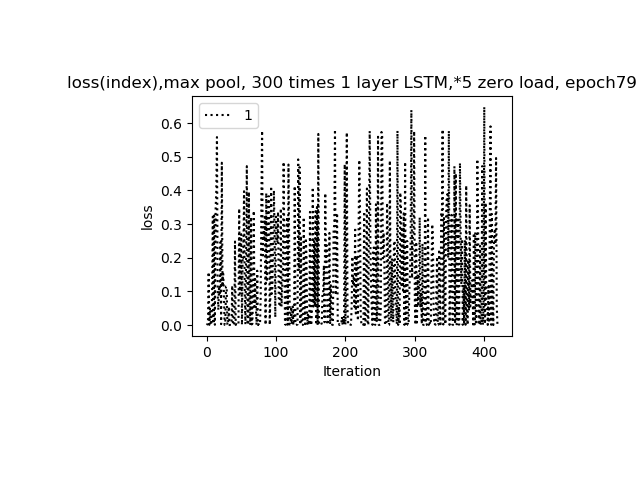 loss(index),max pool, 300 times 1 layer LSTM,*5 zero load, epoch79
1
loss
0.6
0.5
0.4
0.3
0.2
0.1
0.0
0 100 200 300 400
Iteration